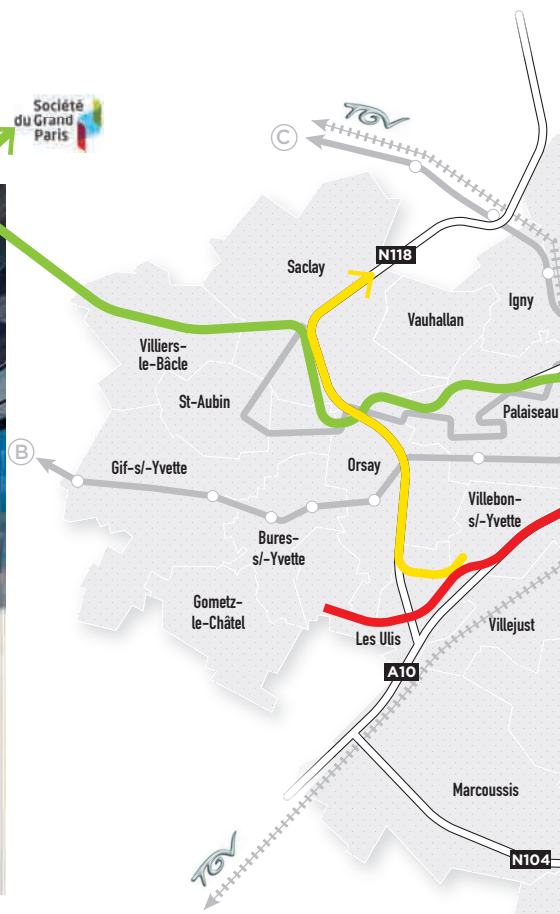 Société
du Grand
Paris
TGV
C
N118
Saclay
Igny
Vauhallan
Villiers-
le-Bâcle
St-Aubin
Palaiseau
B
Gif-s/-Yvette
Orsay
Villebon-
s/-Yvette
Bures-
s/-Yvette
Gometz-
le-Châtel
Les Ulis
Villejust
A10
Marcoussis
TGV
N104